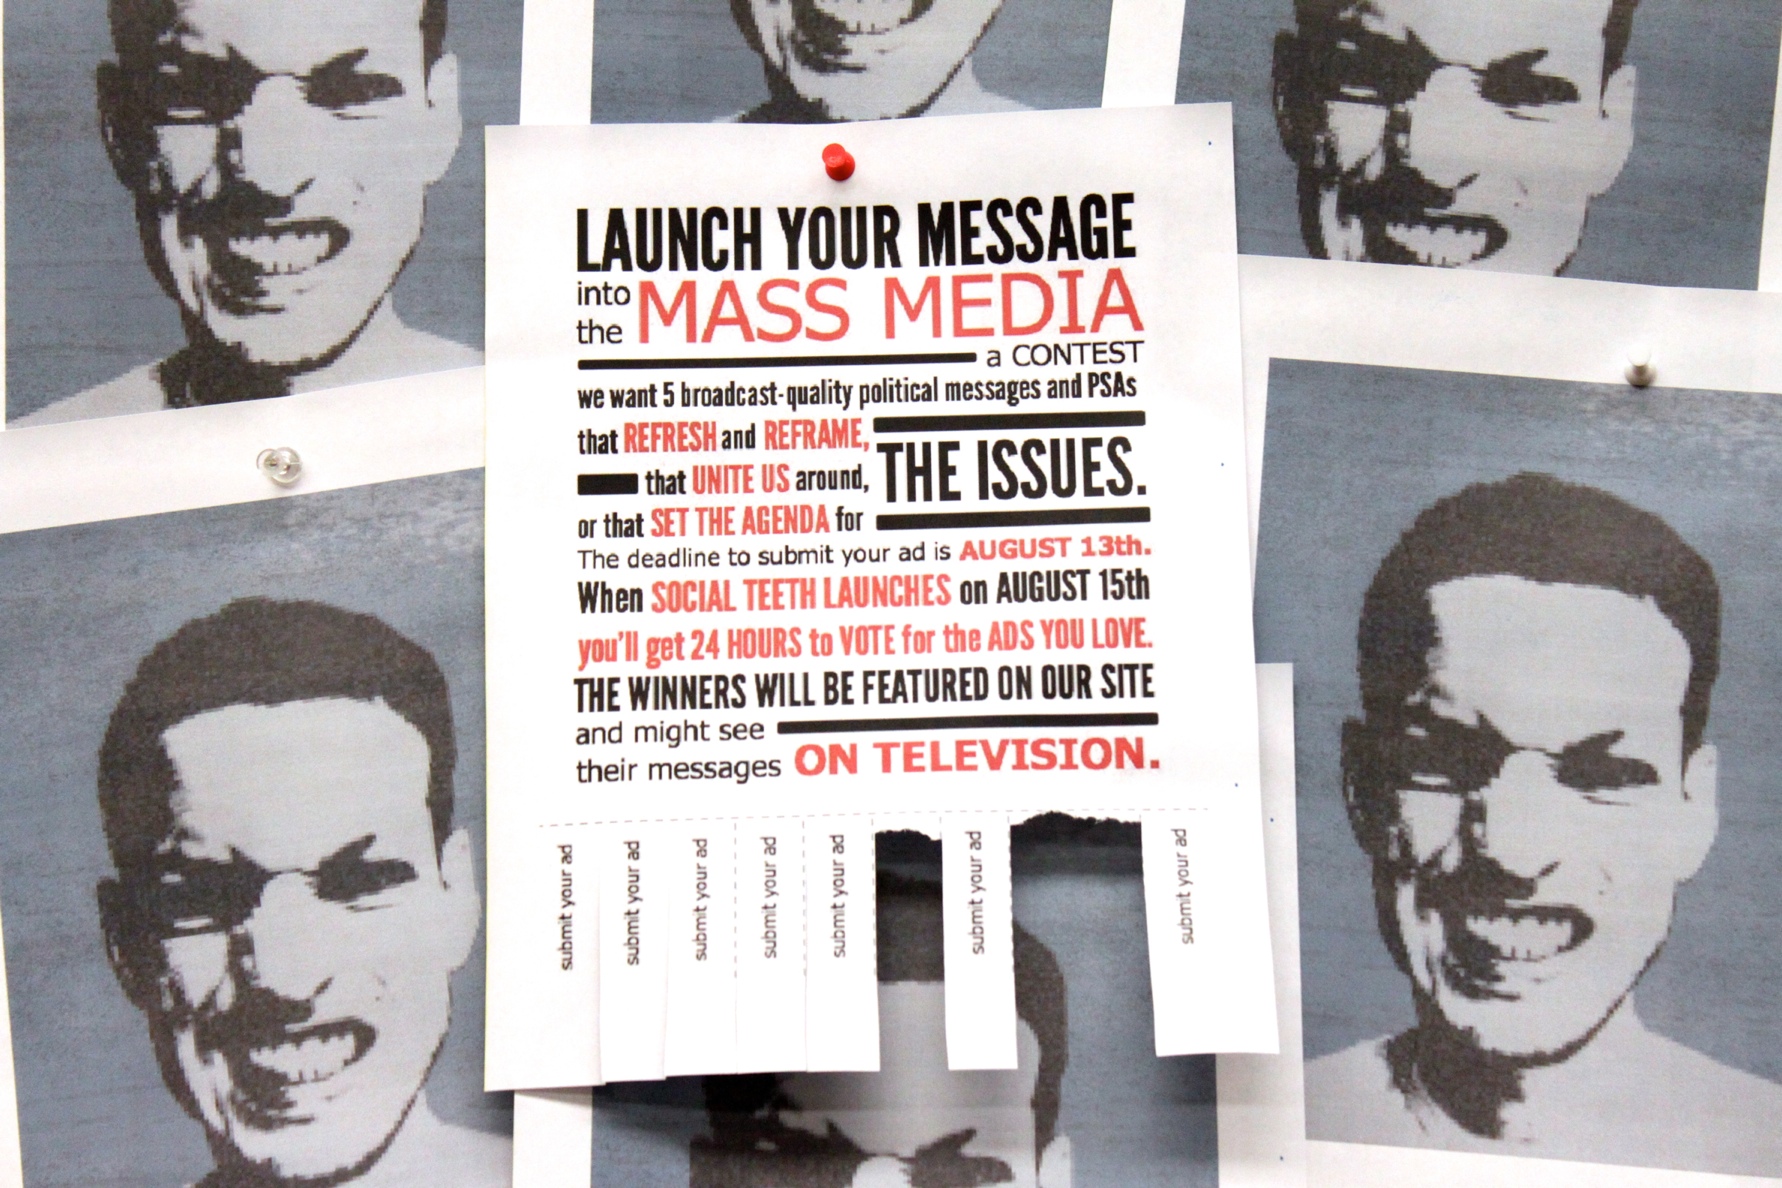 LAUNCH YOUR MESSAGE
into
the MASS MEDIA
a CONTEST
we want 5 broadcast-quality political messages and PSAs
that REFRESH and REFRAME,
that UNITE US around, THE ISSUES.
or that SET THE AGENDA for
The deadline to submit your ad is AUGUST 13th.
When SOCIAL TEETH LAUNCHES on AUGUST 15th
you'll get 24 HOURS to VOTE for the ADS YOU LOVE.
THE WINNERS WILL BE FEATURED ON OUR SITE
and might see
their messages ON TELEVISION.
submit your ad
submit your ad
submit your ad
submit your ad
submit your ad
submit your ad
submit your ad